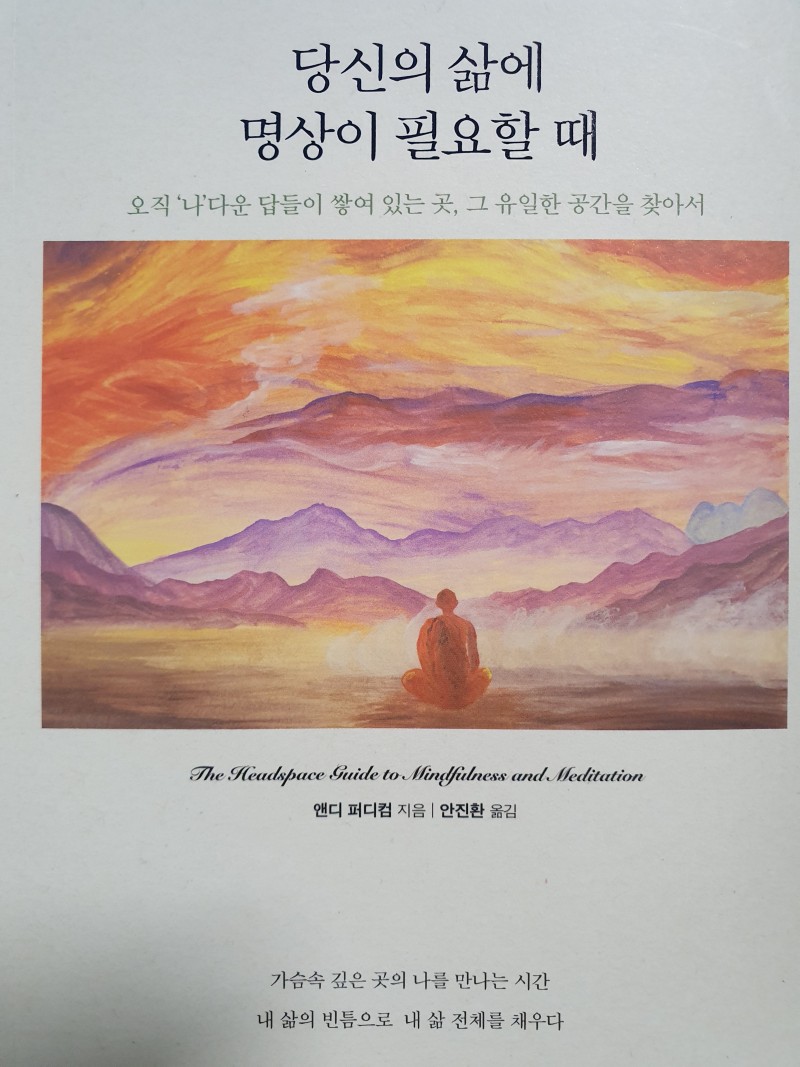 당신의 삶에
명상이 필요할 때
오직 ‘나’다운 답들이 쌓여 있는 곳, 그 유일한 공간을 찾아서
The Headspace Guide to Mindfulness and Meditation
앤디 퍼디컴 지음 | 안진환 옮김
가슴속 깊은 곳의 나를 만나는 시간
내 삶의 빈틈으로 내 삶 전체를 채우다